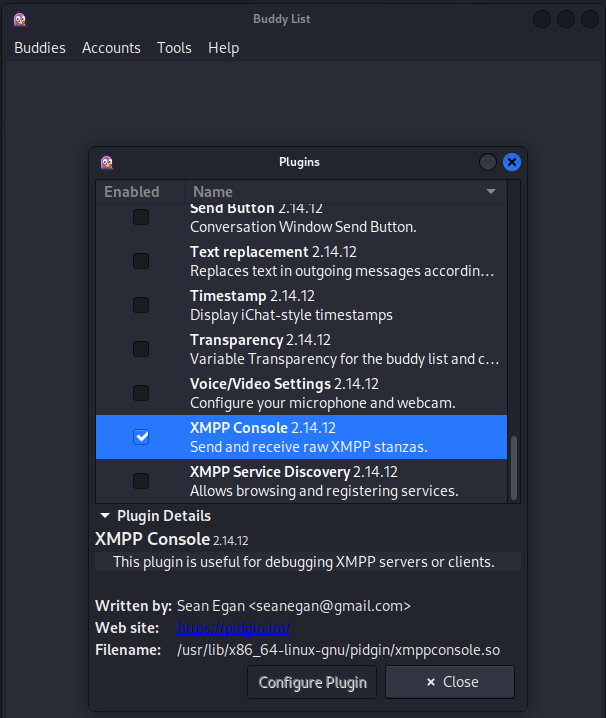 Buddy List
Buddies Accounts Tools Help
Plugins
Enabled Name
Send Button 2.14.12
Conversation Window Send Button.
Text replacement 2.14.12
Replaces text in outgoing messages accordin…
Timestamp 2.14.12
Display iChat-style timestamps
Transparency 2.14.12
Variable Transparency for the buddy list and c…
Voice/Video Settings 2.14.12
Configure your microphone and webcam.
XMPP Console 2.14.12
Send and receive raw XMPP stanzas.
XMPP Service Discovery 2.14.12
Allows browsing and registering services.
Plugin Details
XMPP Console 2.14.12
This plugin is useful for debugging XMPP servers or clients.
Written by: Sean Egan <seanegan@gmail.com>
Web site: https://pidgin.im/
Filename: /usr/lib/x86_64-linux-gnu/pidgin/xmppconsole.so
Configure Plugin × Close